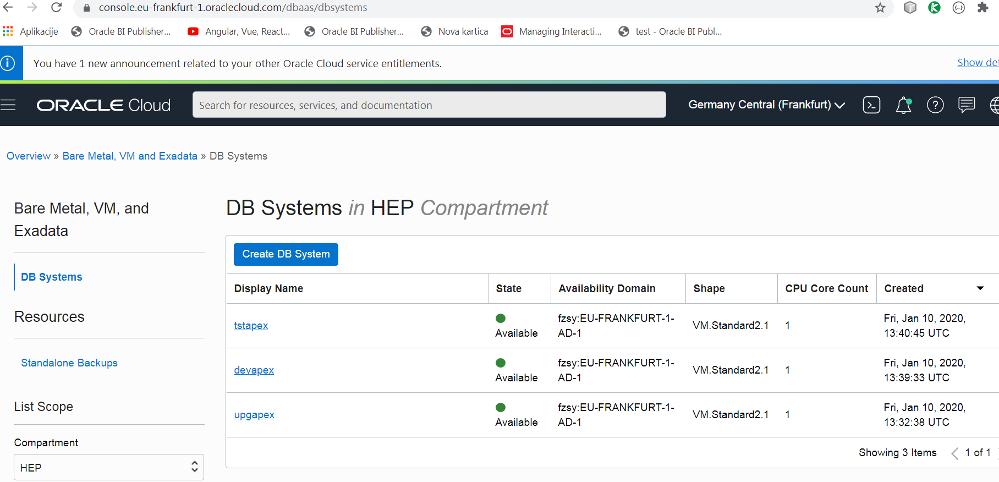 console.eu-frankfurt-1.oraclecloud.com/dbaas/dbsystems
Aplikacije Oracle BI Publisher... Angular, Vue, React... Oracle BI Publisher... Nova kartica Managing Interacti... test - Oracle BI Publ...
You have 1 new announcement related to your other Oracle Cloud service entitlements. Show det
ORACLE Cloud Search for resources, services, and documentation Germany Central (Frankfurt)
Overview » Bare Metal, VM and Exadata » DB Systems
Bare Metal, VM, and
Exadata
DB Systems
Resources
Standalone Backups
List Scope
Compartment
HEP
DB Systems in HEP Compartment
Create DB System
Display Name State Availability Domain Shape CPU Core Count Created
tstapex Available fzsy:EU-FRANKFURT-1-AD-1 VM.Standard2.1 1 Fri, Jan 10, 2020, 13:40:45 UTC
devapex Available fzsy:EU-FRANKFURT-1-AD-1 VM.Standard2.1 1 Fri, Jan 10, 2020, 13:39:33 UTC
upgapex Available fzsy:EU-FRANKFURT-1-AD-1 VM.Standard2.1 1 Fri, Jan 10, 2020, 13:32:38 UTC
Showing 3 Items 1 of 1